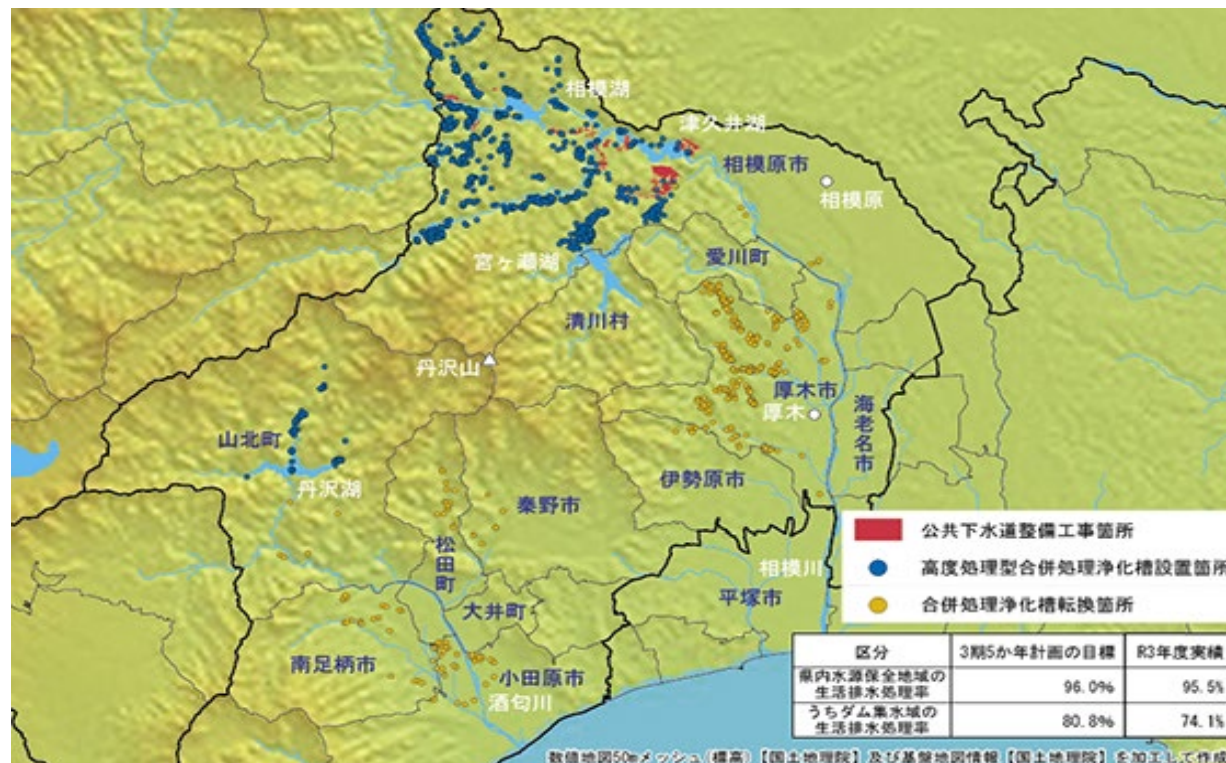 相模湖
津久井湖
相模原市
相模原
愛川町
宮ヶ瀬湖
清川村
丹沢山
厚木市
厚木
海老名市
山北町
丹沢湖
伊勢原市
秦野市
松田町
相模川
平塚市
大井町
南足柄市
小田原市
酒匂川
公共下水道整備工事箇所
高度処理型合併処理浄化槽設置箇所
合併処理浄化槽転換箇所
区分 3期5か年計画の目標 R3年度実績
県内水源保全地域の
生活排水処理率 96.0% 95.5%
うちダム集水域の
生活排水処理率 80.8% 74.1%
数値地図50mメッシュ(標高)【国土地理院】及び基盤地図情報【国土地理院】を加工して作成